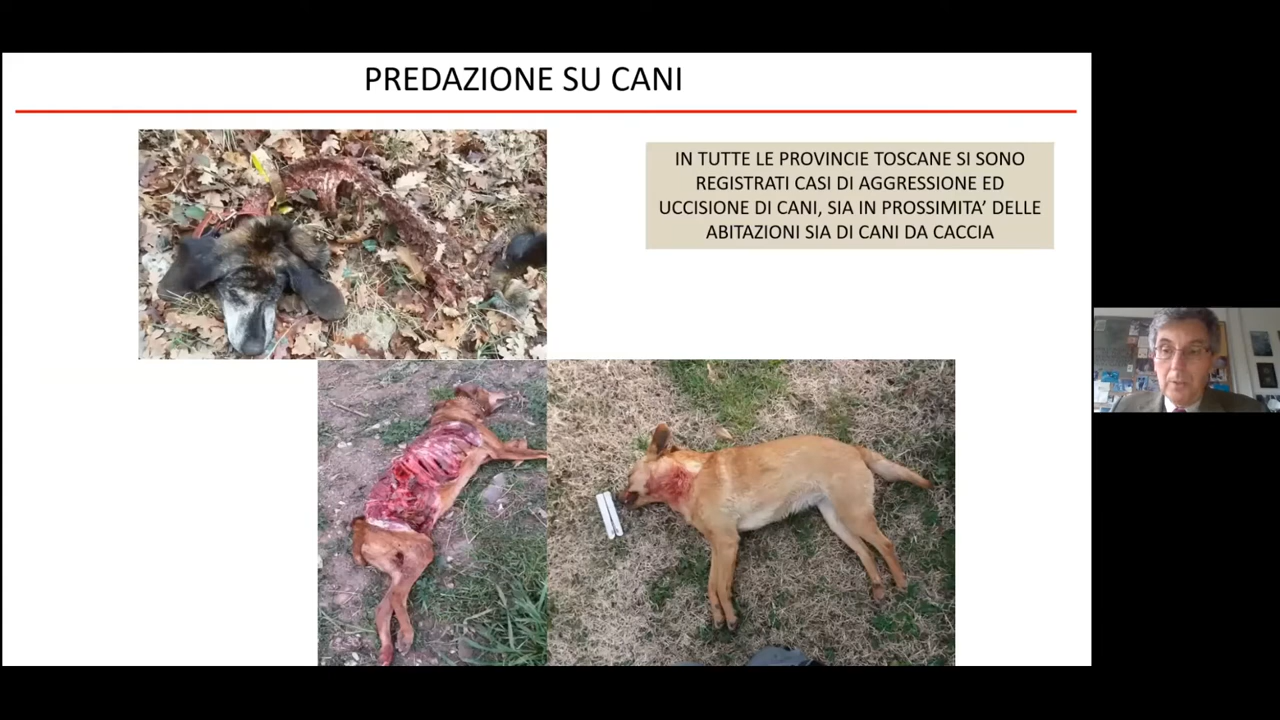 PREDAZIONE SU CANI
IN TUTTE LE PROVINCIE TOSCANE SI SONO
REGISTRATI CASI DI AGGRESSIONE ED
UCCISIONE DI CANI, SIA IN PROSSIMITA’ DELLE
ABITAZIONI SIA DI CANI DA CACCIA